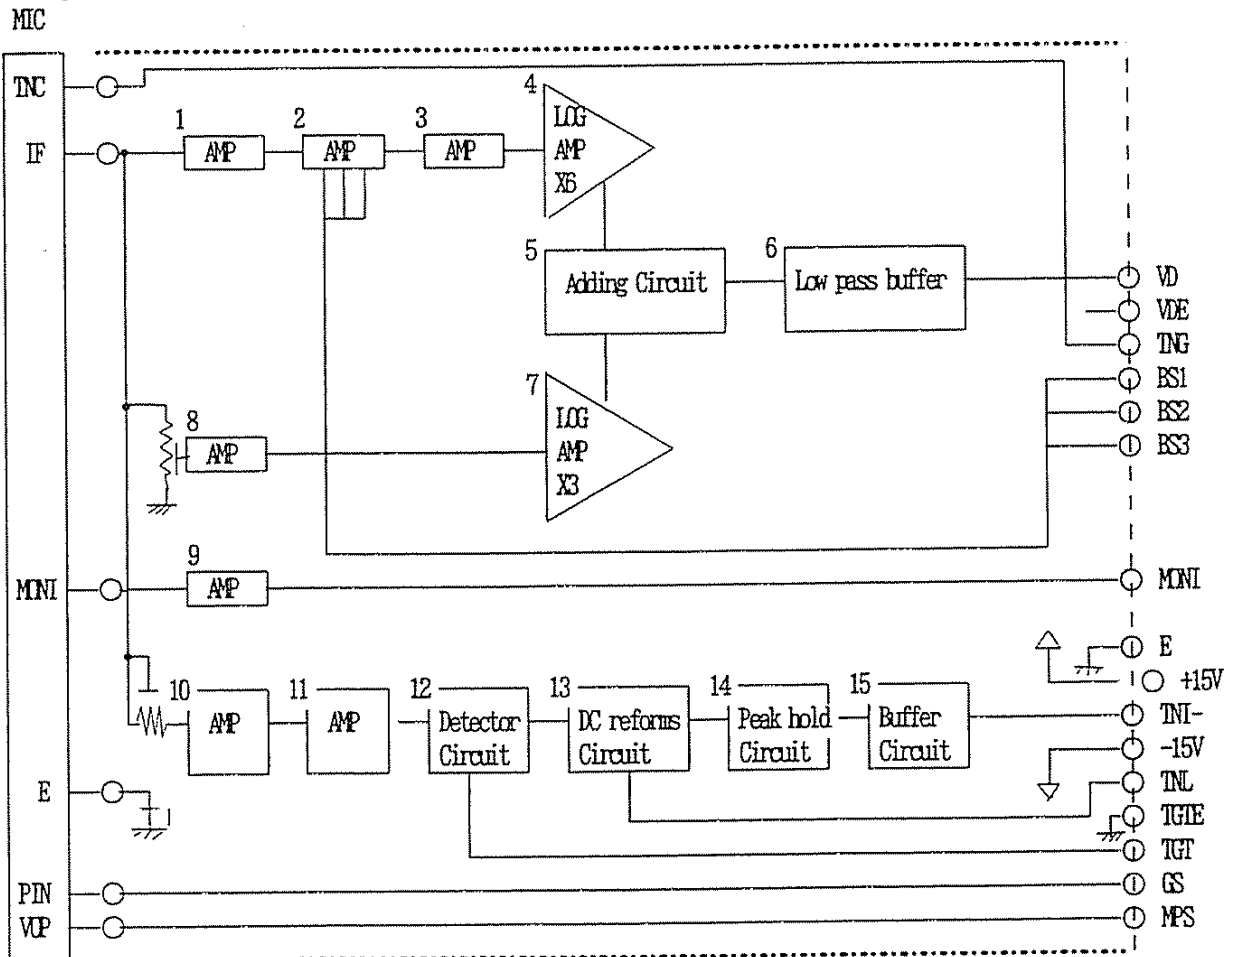 MIC
TNC
IF
1
AMP
2
AMP
3
AMP
4
LOG
AMP
X6
5
Adding Circuit
6
Low pass buffer
VD
VDE
TNG
BS1
BS2
BS3
7
LOG
AMP
X3
8
AMP
9
AMP
MONI
MONI
E
+15V
TNI-
-15V
TNL
TGTE
TGT
GS
MPS
10
AMP
11
AMP
12
Detector
Circuit
13
DC reforms
Circuit
14
Peak hold
Circuit
15
Buffer
Circuit
E
PIN
VOP